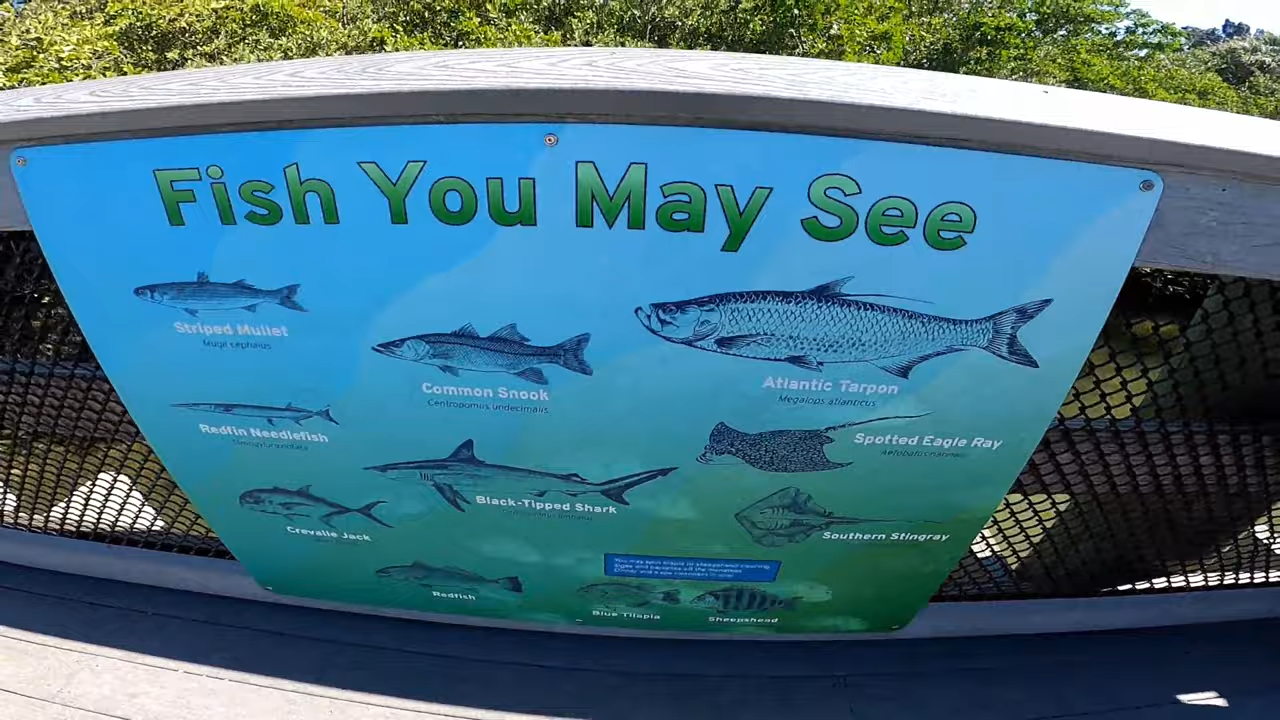 Fish You May See
Striped Mullet
Mugil cephalus
Common Snook
Centropomus undecimalis
Atlantic Tarpon
Megalops atlanticus
Redfin Needlefish
Spotted Eagle Ray
Black-Tipped Shark
Crevalle Jack
Southern Stingray
Redfish
Blue Tilapia
Sheepshead